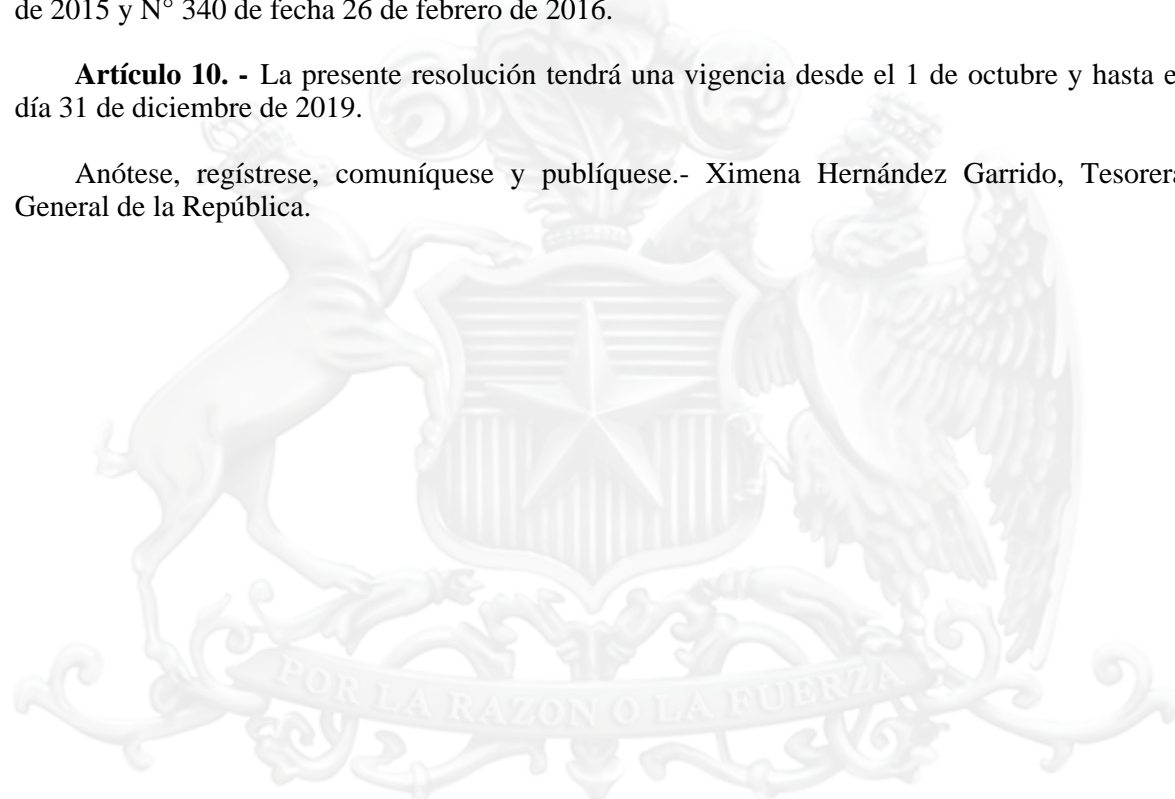 de 2015 y N° 340 de fecha 26 de febrero de 2016.
Artículo 10. - La presente resolución tendrá una vigencia desde el 1 de octubre y hasta e
día 31 de diciembre de 2019.
Anótese, regístrese, comuníquese y publíquese.- Ximena Hernández Garrido, Tesorera
General de la República.
POR LA RAZON O LA FUERZA